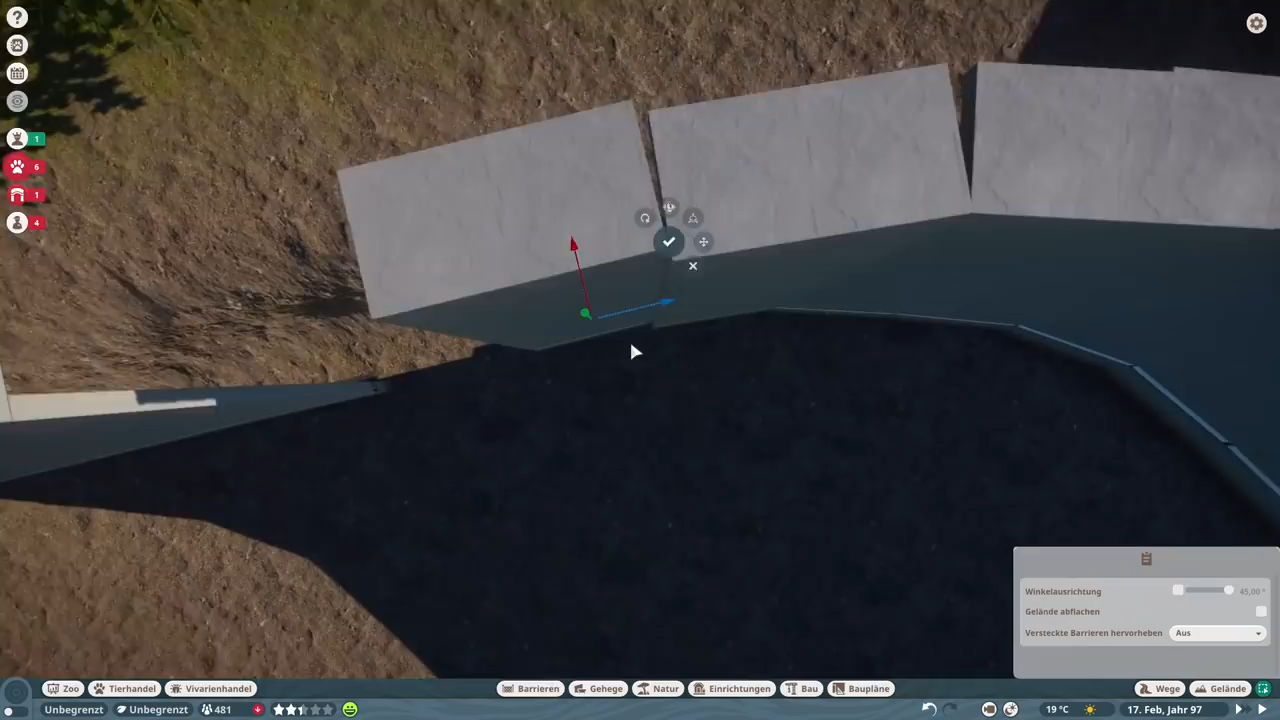 ?
1
6
1
4
Winkelausrichtung 45,00 °
Gelände abflachen
Versteckte Barrieren hervorheben Aus
Zoo Tierhandel Vivarienhandel Barrieren Gehege Natur Einrichtungen Bau Baupläne Wege Gelände
Unbegrenzt Unbegrenzt 481 19 °C 17. Feb, Jahr 97